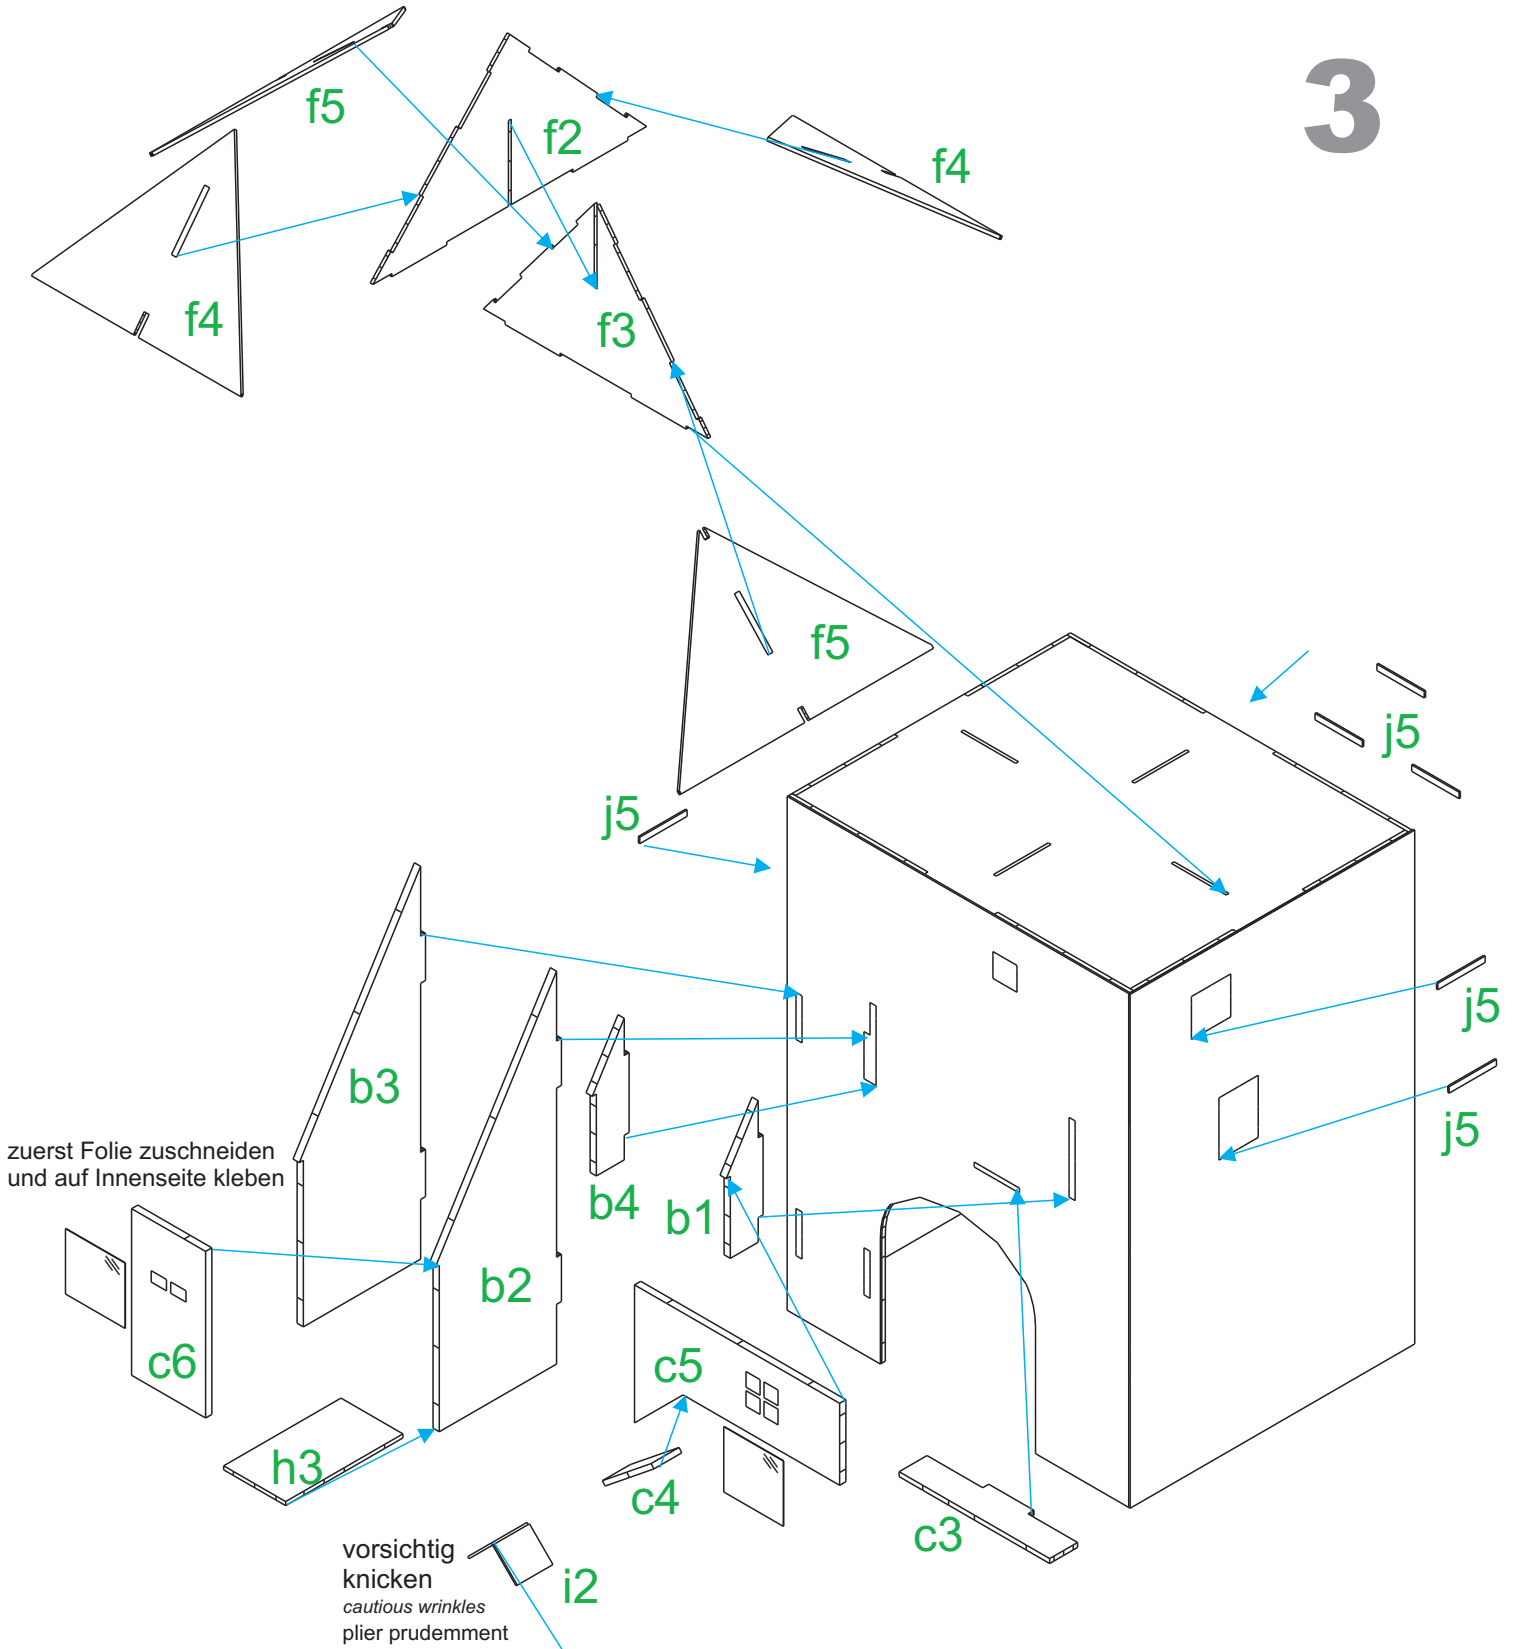 3
f5
f2
f4
f4
f3
f5
j5
j5
b3
j5
j5
zuerst Folie zuschneiden
und auf Innenseite kleben
b4
b1
b2
c6
c5
h3
c4
c3
vorsichtig
knicken
cautious wrinkles
plier prudemment
i2